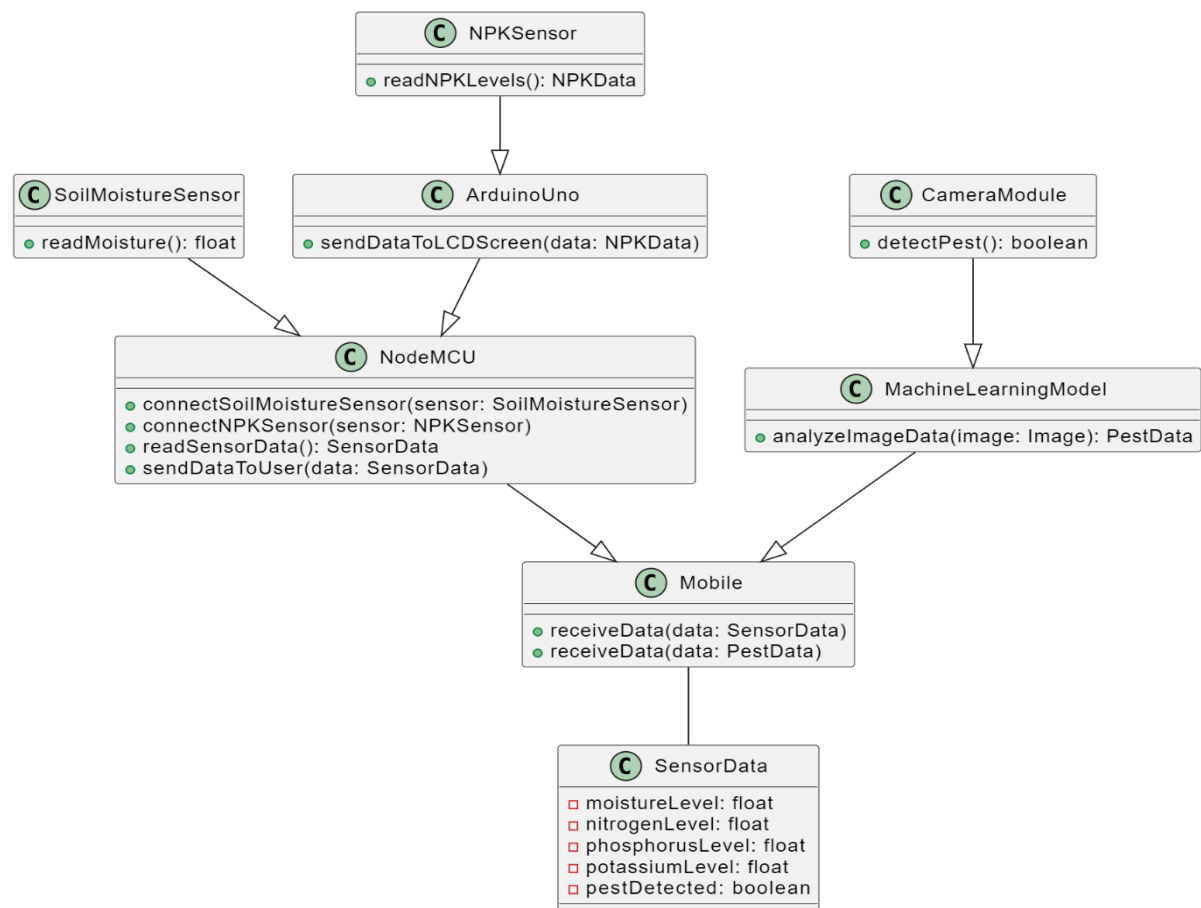 C NPKSensor
readNPKLevels(): NPKData
C SoilMoistureSensor
readMoisture(): float
C ArduinoUno
sendDataToLCDScreen(data: NPKData)
C CameraModule
detectPest(): boolean
C NodeMCU
connectSoilMoistureSensor(sensor: SoilMoistureSensor)
connectNPKSensor(sensor: NPKSensor)
readSensorData(): SensorData
sendDataToUser(data: SensorData)
C MachineLearningModel
analyzeImageData(image: Image): PestData
C Mobile
receiveData(data: SensorData)
receiveData(data: PestData)
C SensorData
moistureLevel: float
nitrogenLevel: float
phosphorusLevel: float
potassiumLevel: float
pestDetected: boolean